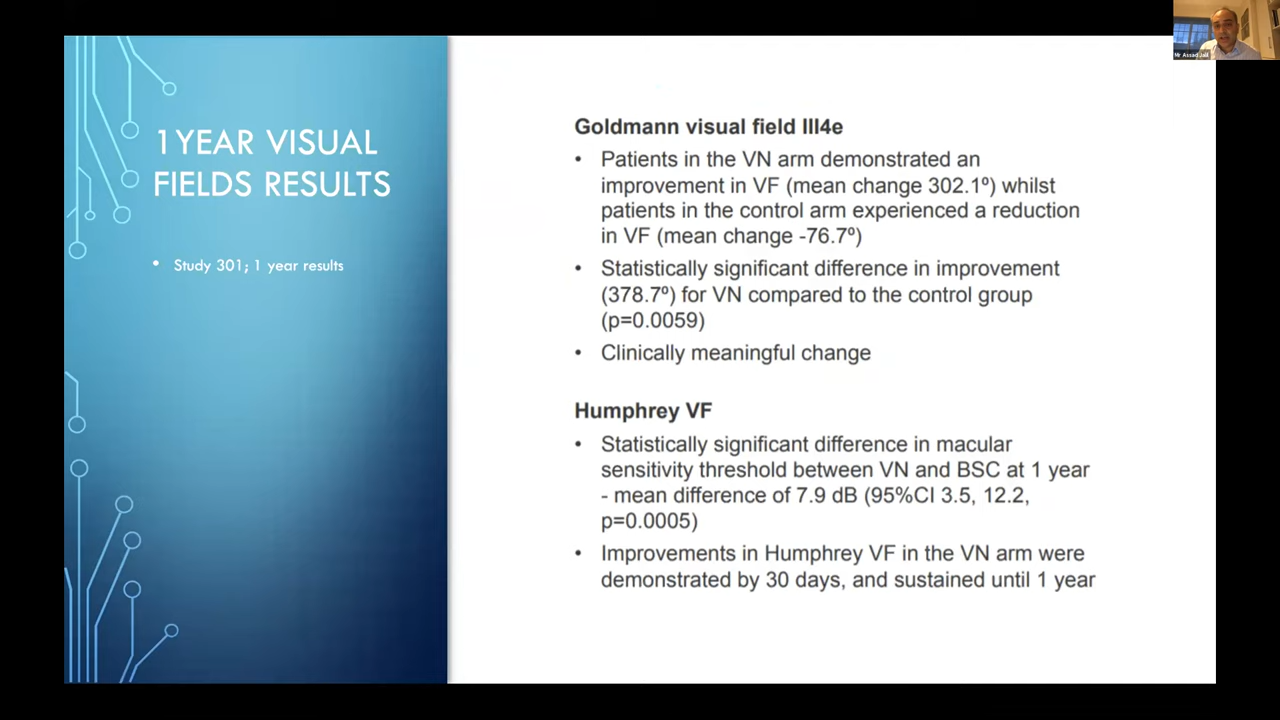 1 YEAR VISUAL
FIELDS RESULTS
• Study 301; 1 year results
Goldmann visual field III4e
• Patients in the VN arm demonstrated an
improvement in VF (mean change 302.1º) whilst
patients in the control arm experienced a reduction
in VF (mean change -76.7º)
• Statistically significant difference in improvement
(378.7º) for VN compared to the control group
(p=0.0059)
• Clinically meaningful change
Humphrey VF
• Statistically significant difference in macular
sensitivity threshold between VN and BSC at 1 year
- mean difference of 7.9 dB (95%CI 3.5, 12.2,
p=0.0005)
• Improvements in Humphrey VF in the VN arm were
demonstrated by 30 days, and sustained until 1 year
Mr Assad Jalil